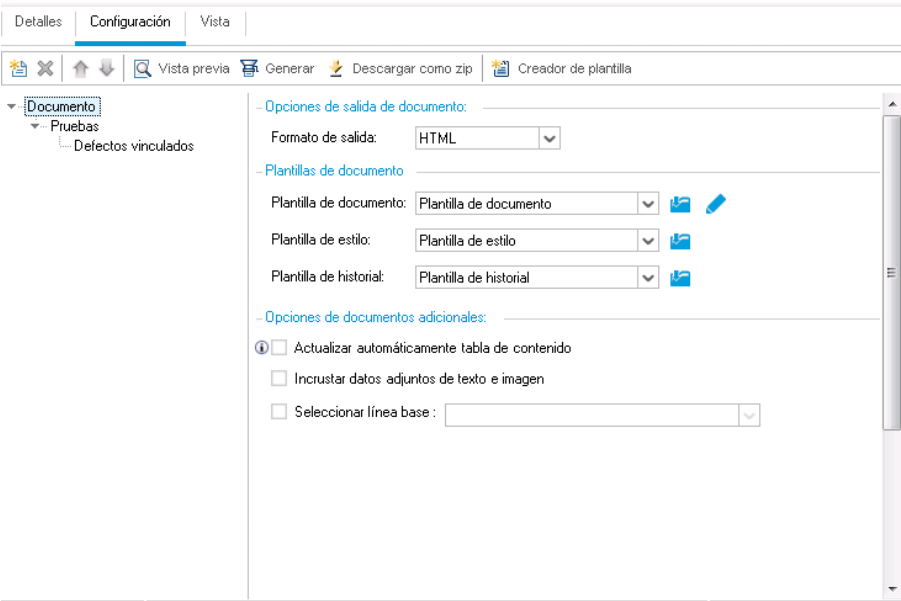 Detalles Configuración Vista
Vista previa Generar Descargar como zip Creador de plantilla
Documento
Pruebas
Defectos vinculados
Opciones de salida de documento:
Formato de salida: HTML
Plantillas de documento
Plantilla de documento: Plantilla de documento
Plantilla de estilo: Plantilla de estilo
Plantilla de historial: Plantilla de historial
Opciones de documentos adicionales:
Actualizar automáticamente tabla de contenido
Incrustar datos adjuntos de texto e imagen
Seleccionar línea base :